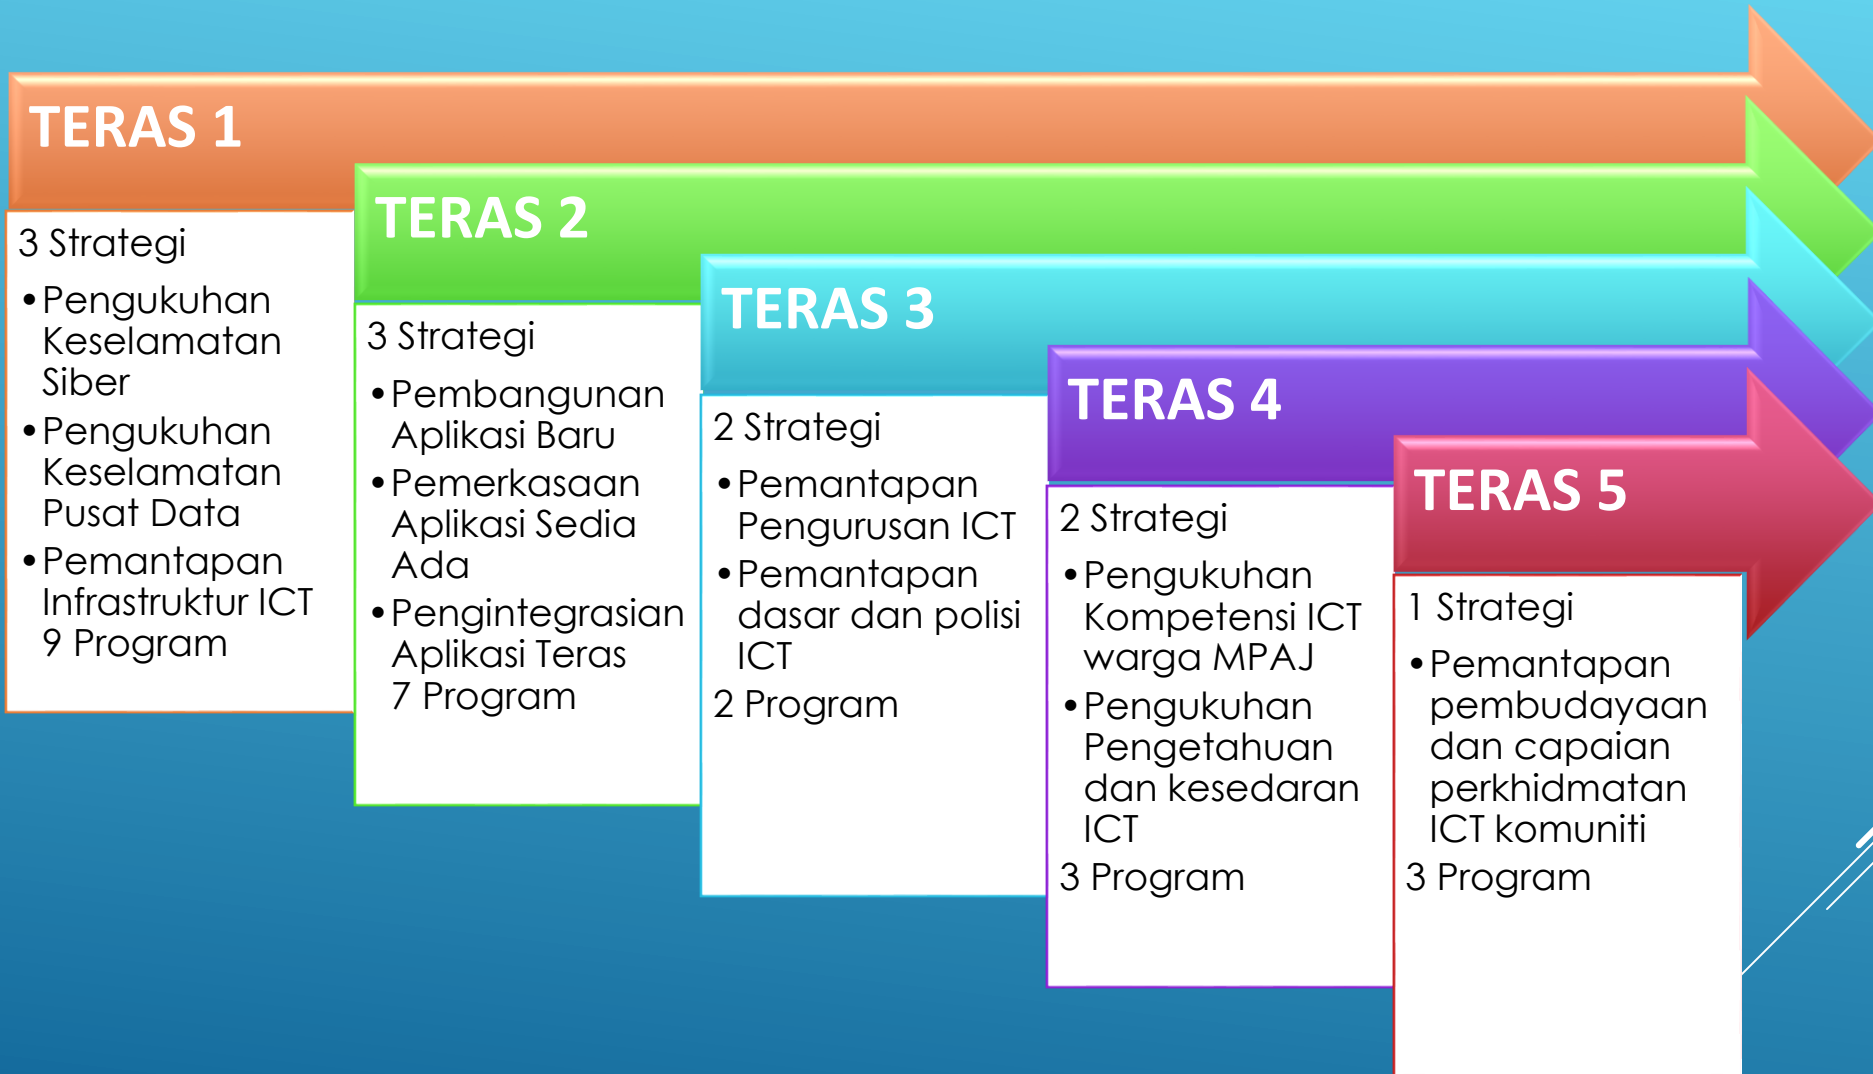 TERAS 1
3 Strategi
•Pengukuhan
Keselamatan
Siber
•Pengukuhan
Keselamatan
Pusat Data
•Pemantapan
Infrastruktur ICT
9 Program
TERAS 2
3 Strategi
•Pembangunan
Aplikasi Baru
•Pemerkasaan
Aplikasi Sedia
Ada
•Pengintegrasian
Aplikasi Teras
7 Program
TERAS 3
2 Strategi
•Pemantapan
Pengurusan ICT
•Pemantapan
dasar dan polisi
ICT
2 Program
TERAS 4
2 Strategi
•Pengukuhan
Kompetensi ICT
warga MPAJ
•Pengukuhan
Pengetahuan
dan kesedaran
ICT
3 Program
TERAS 5
1 Strategi
•Pemantapan
pembudayaan
dan capaian
perkhidmatan
ICT komuniti
3 Program